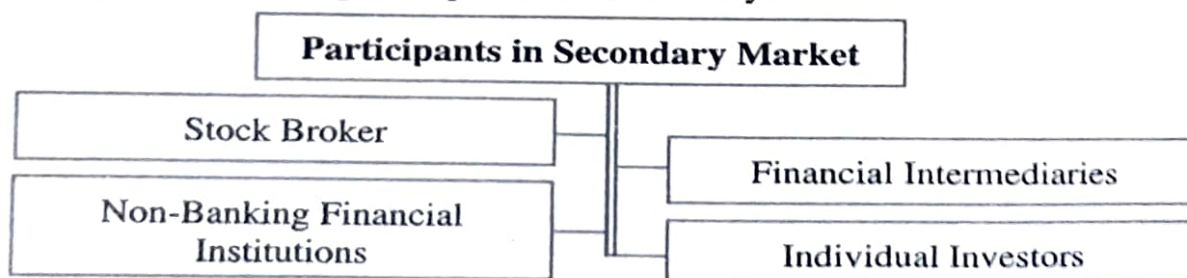 Participants in Secondary Market
Stock Broker
Financial Intermediaries
Non-Banking Financial
Institutions
Individual Investors